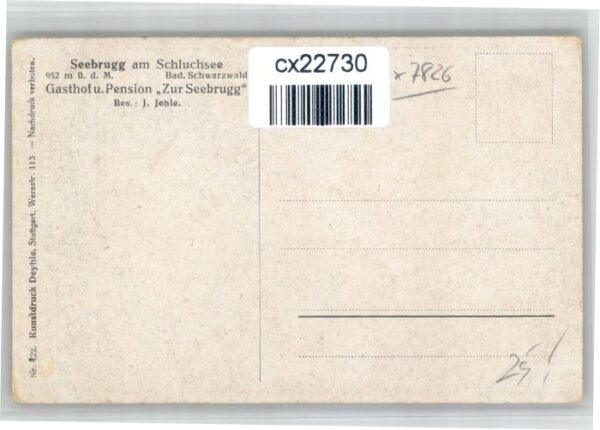 Seebrugg am Schluchsee
952 m ü. d. M. Bad. Schwarzwald
Gasthof u. Pension „Zur Seebrugg"
Bes.: J. Jehle.
cx22730
x 7826
Kunstdruck Deyhle, Stuttgart, Werastr. 113 — Nachdruck verboten.